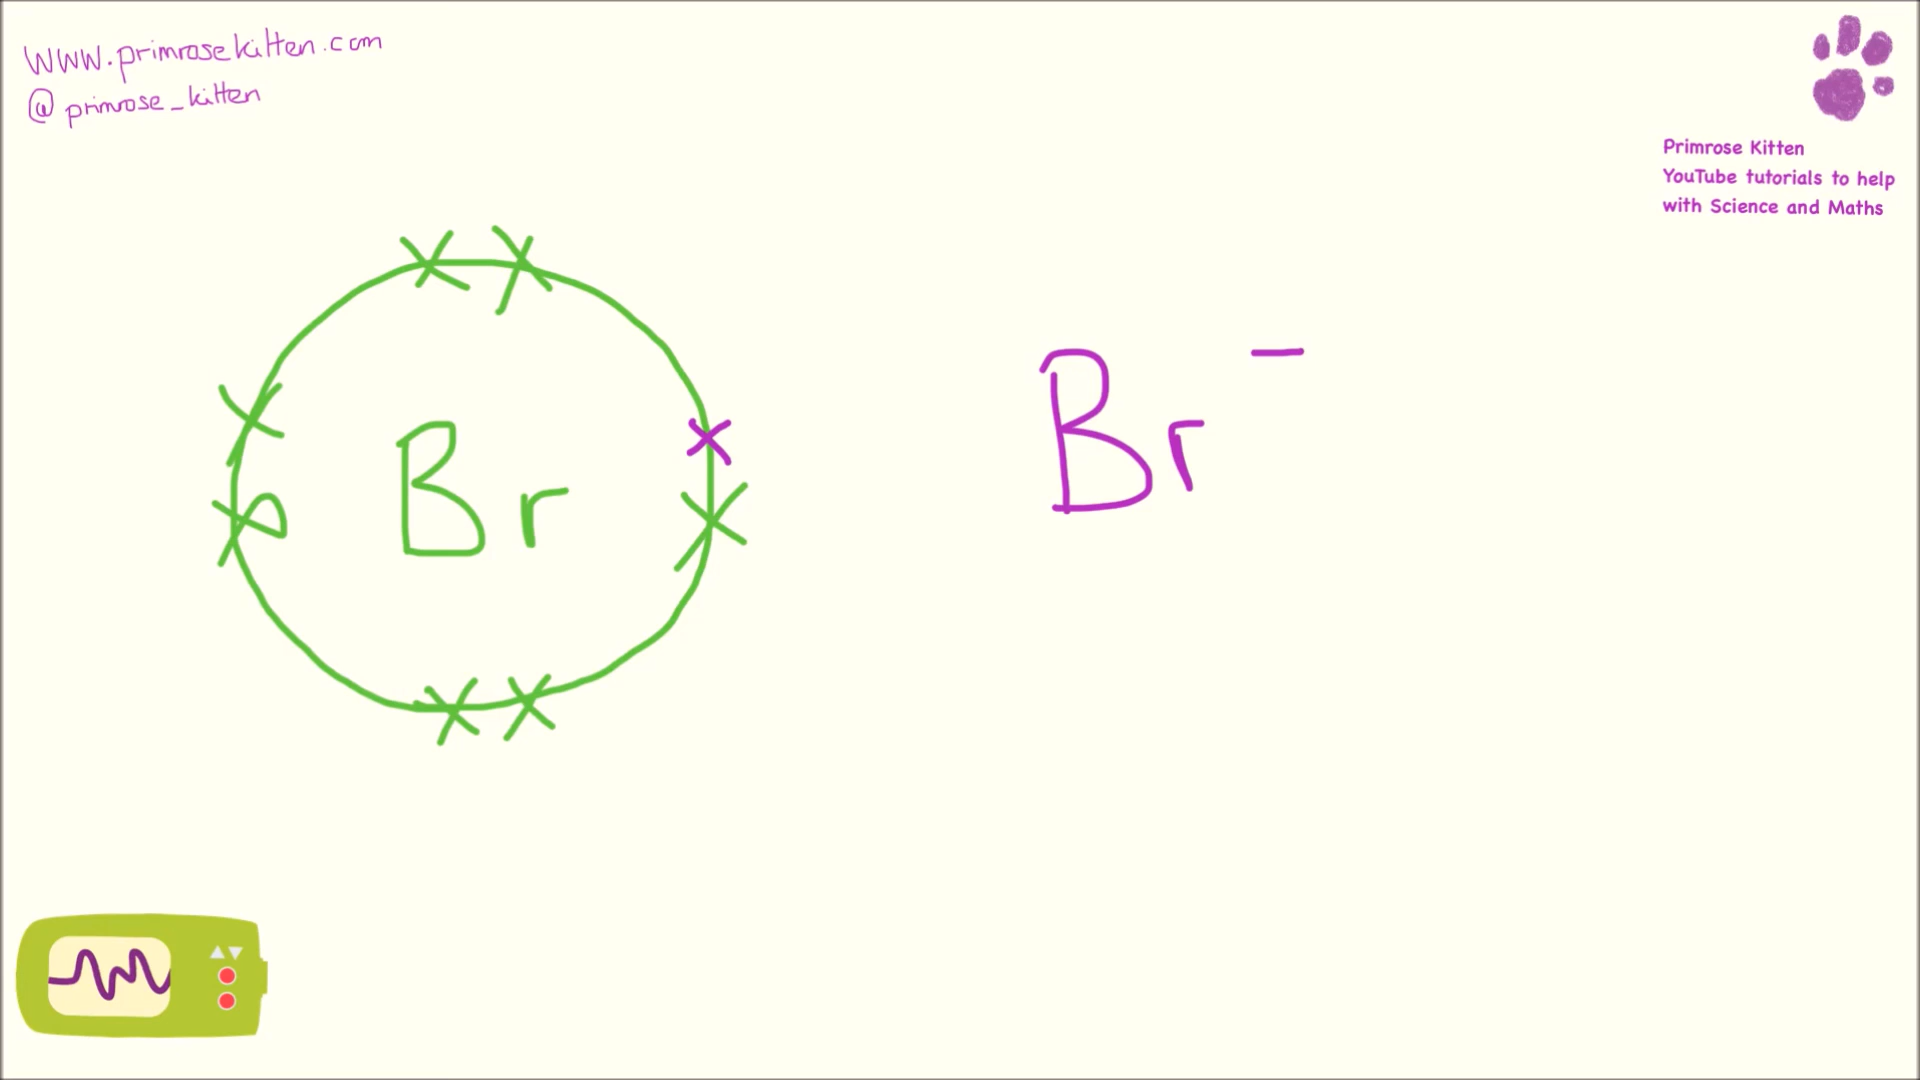 www.primrosekitten.com
@primrose_kitten
Primrose Kitten
YouTube tutorials to help
with Science and Maths
Br
Br⁻